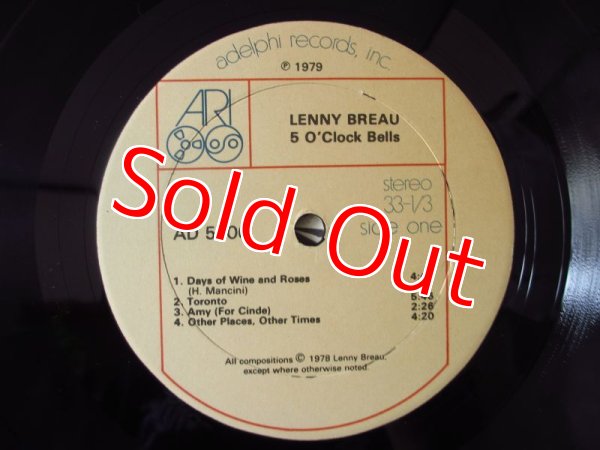 adelphi records, inc.
℗ 1979
ARI
LENNY BREAU
5 O'Clock Bells
stereo
33-1/3
side one
AD
Sold Out
1. Days of Wine and Roses
(H. Mancini)
2. Toronto
3. Amy (For Cinde) 2:26
4. Other Places, Other Times 4:20
All compositions © 1978 Lenny Breau,
except where otherwise noted.